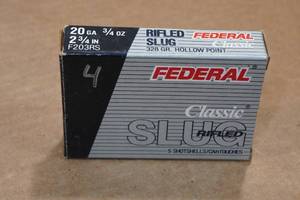 20 GA 3/4 OZ
2 3/4 IN
F203RS
RIFLED
SLUG
Classic
328 GR. HOLLOW POINT
FEDERAL
4
FEDERAL
Classic
SLUG
RIFLED
5 SHOTSHELLS/CARTOUCHES